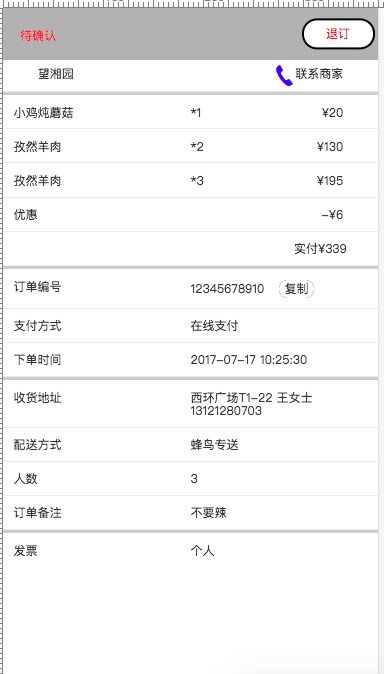 待确认 退订
望湘园 联系商家
小鸡炖蘑菇 *1 ¥20
孜然羊肉 *2 ¥130
孜然羊肉 *3 ¥195
优惠 -¥6
实付¥339
订单编号 12345678910 复制
支付方式 在线支付
下单时间 2017-07-17 10:25:30
收货地址 西环广场T1-22 王女士
13121280703
配送方式 蜂鸟专送
人数 3
订单备注 不要辣
发票 个人